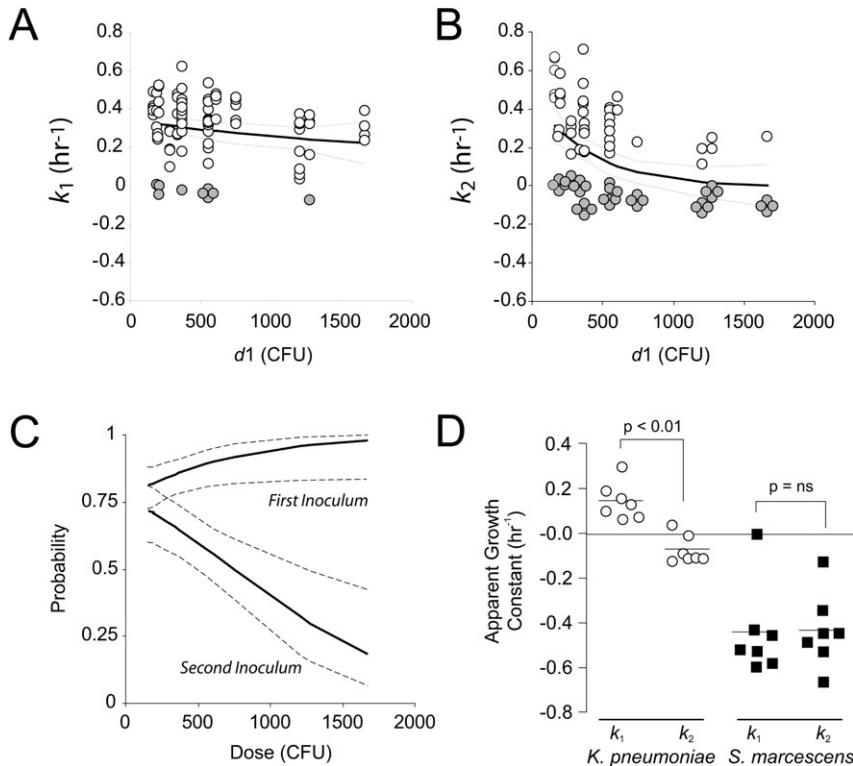 A
k1 (hr-1)
0.8
0.6
0.4
0.2
0
-0.2
-0.4
-0.6
0
500
1000
1500
2000
d1 (CFU)
B
k2 (hr-1)
0.8
0.6
0.4
0.2
0
-0.2
-0.4
-0.6
0
500
1000
1500
2000
d1 (CFU)
C
Probability
1
0.75
0.5
0.25
0
First Inoculum
Second Inoculum
0
500
1000
1500
2000
Dose (CFU)
D
Apparent Growth
Constant (hr-1)
p < 0.01
p = ns
0.4
0.2
-0.0
-0.2
-0.4
-0.6
-0.8
k1
k2
k1
k2
K. pneumoniae
S. marcescens